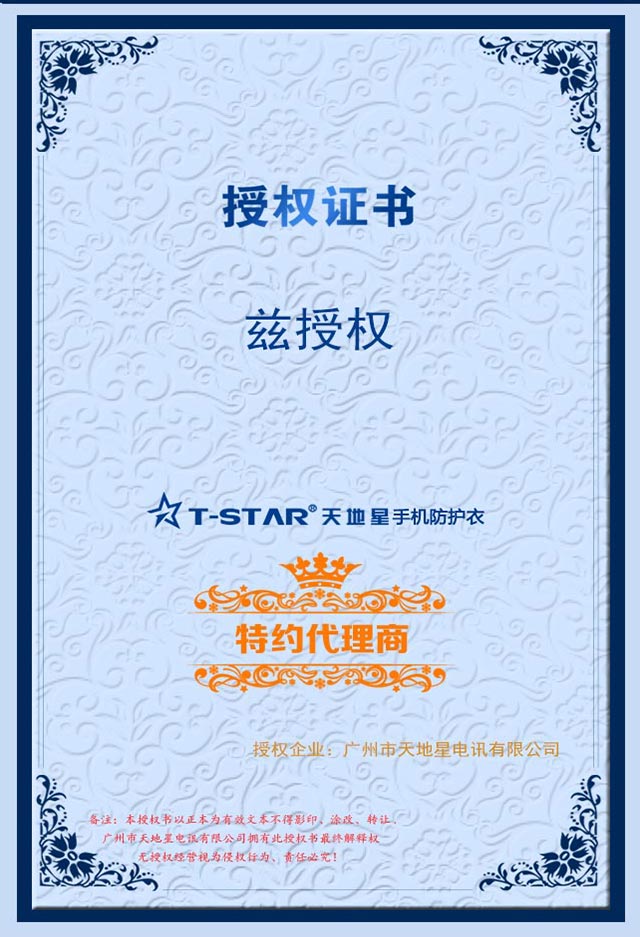 授权证书
兹授权
T-STAR® 天地星手机防护衣
特约代理商
授权企业：广州市天地星电讯有限公司
备注：本授权书以正本为有效文本不得影印、涂改、转让、
广州市天地星电讯有限公司拥有此授权书最终解释权
无授权经营视为侵权行为、责任必究！